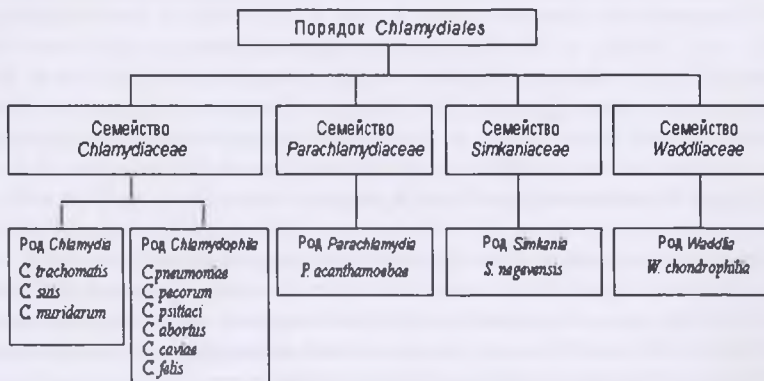 Порядок Chlamydiales
Семейство
Chlamydiaceae
Семейство
Parachlamydiaceae
Семейство
Simkaniaceae
Семейство
Waddliaceae
Род Chlamydia
C. trachomatis
C. suis
C. muridarum
Род Chlamydophila
C. pneumoniae
C. pecorum
C. psittaci
C. abortus
C. caviae
C. felis
Род Parachlamydia
P. acanthamoebae
Род Simkania
S. negevensis
Род Waddlia
W. chondrophilia